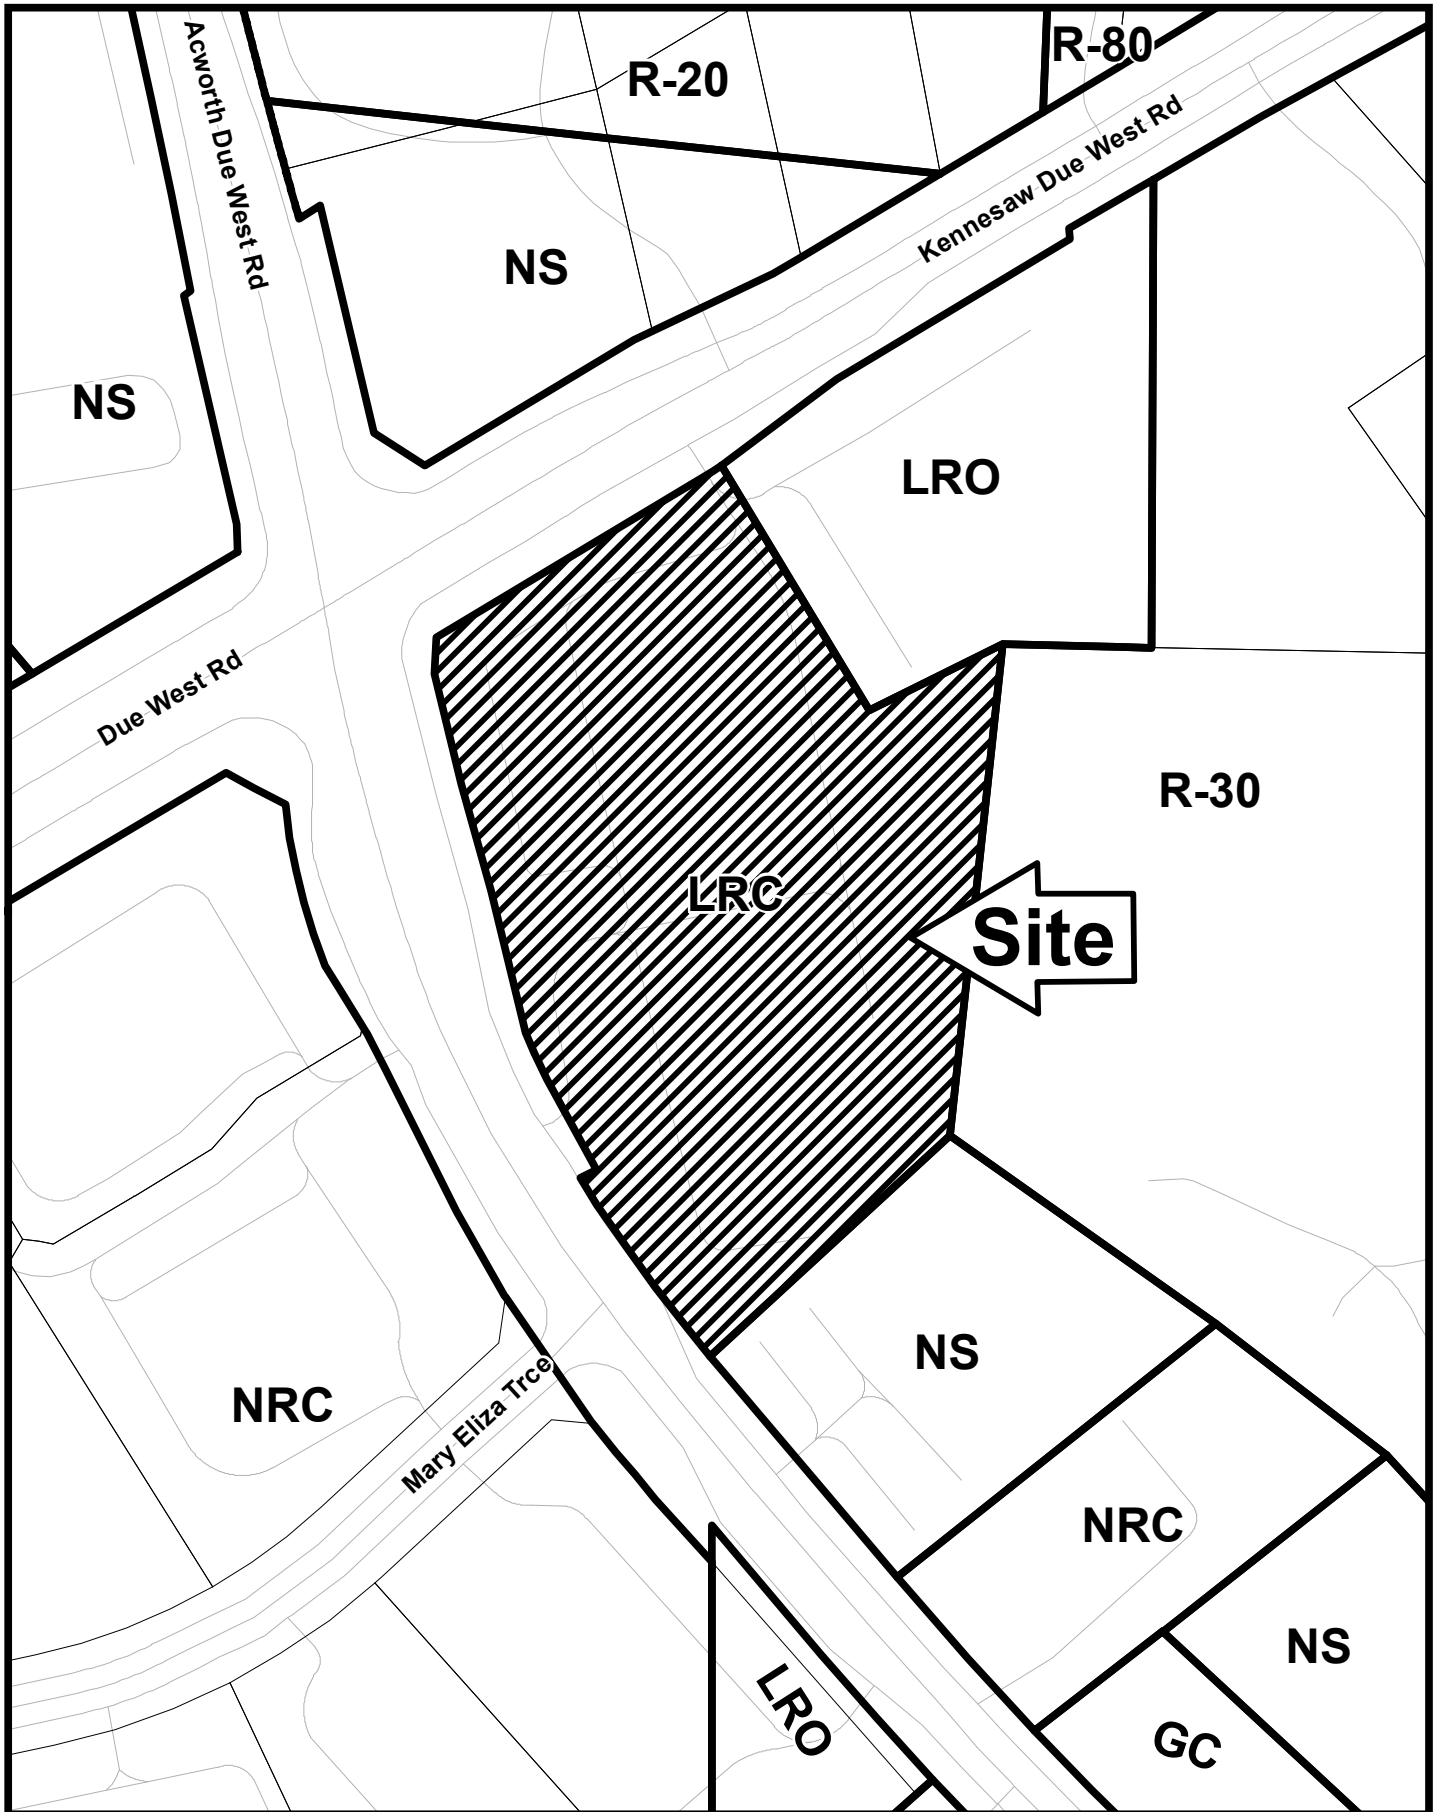 R-80
R-20
Acworth Due West Rd
Kennesaw Due West Rd
NS
NS
LRO
Due West Rd
R-30
LRC
Site
NS
NRC
Mary Eliza Trce
NRC
NS
LRO
GC